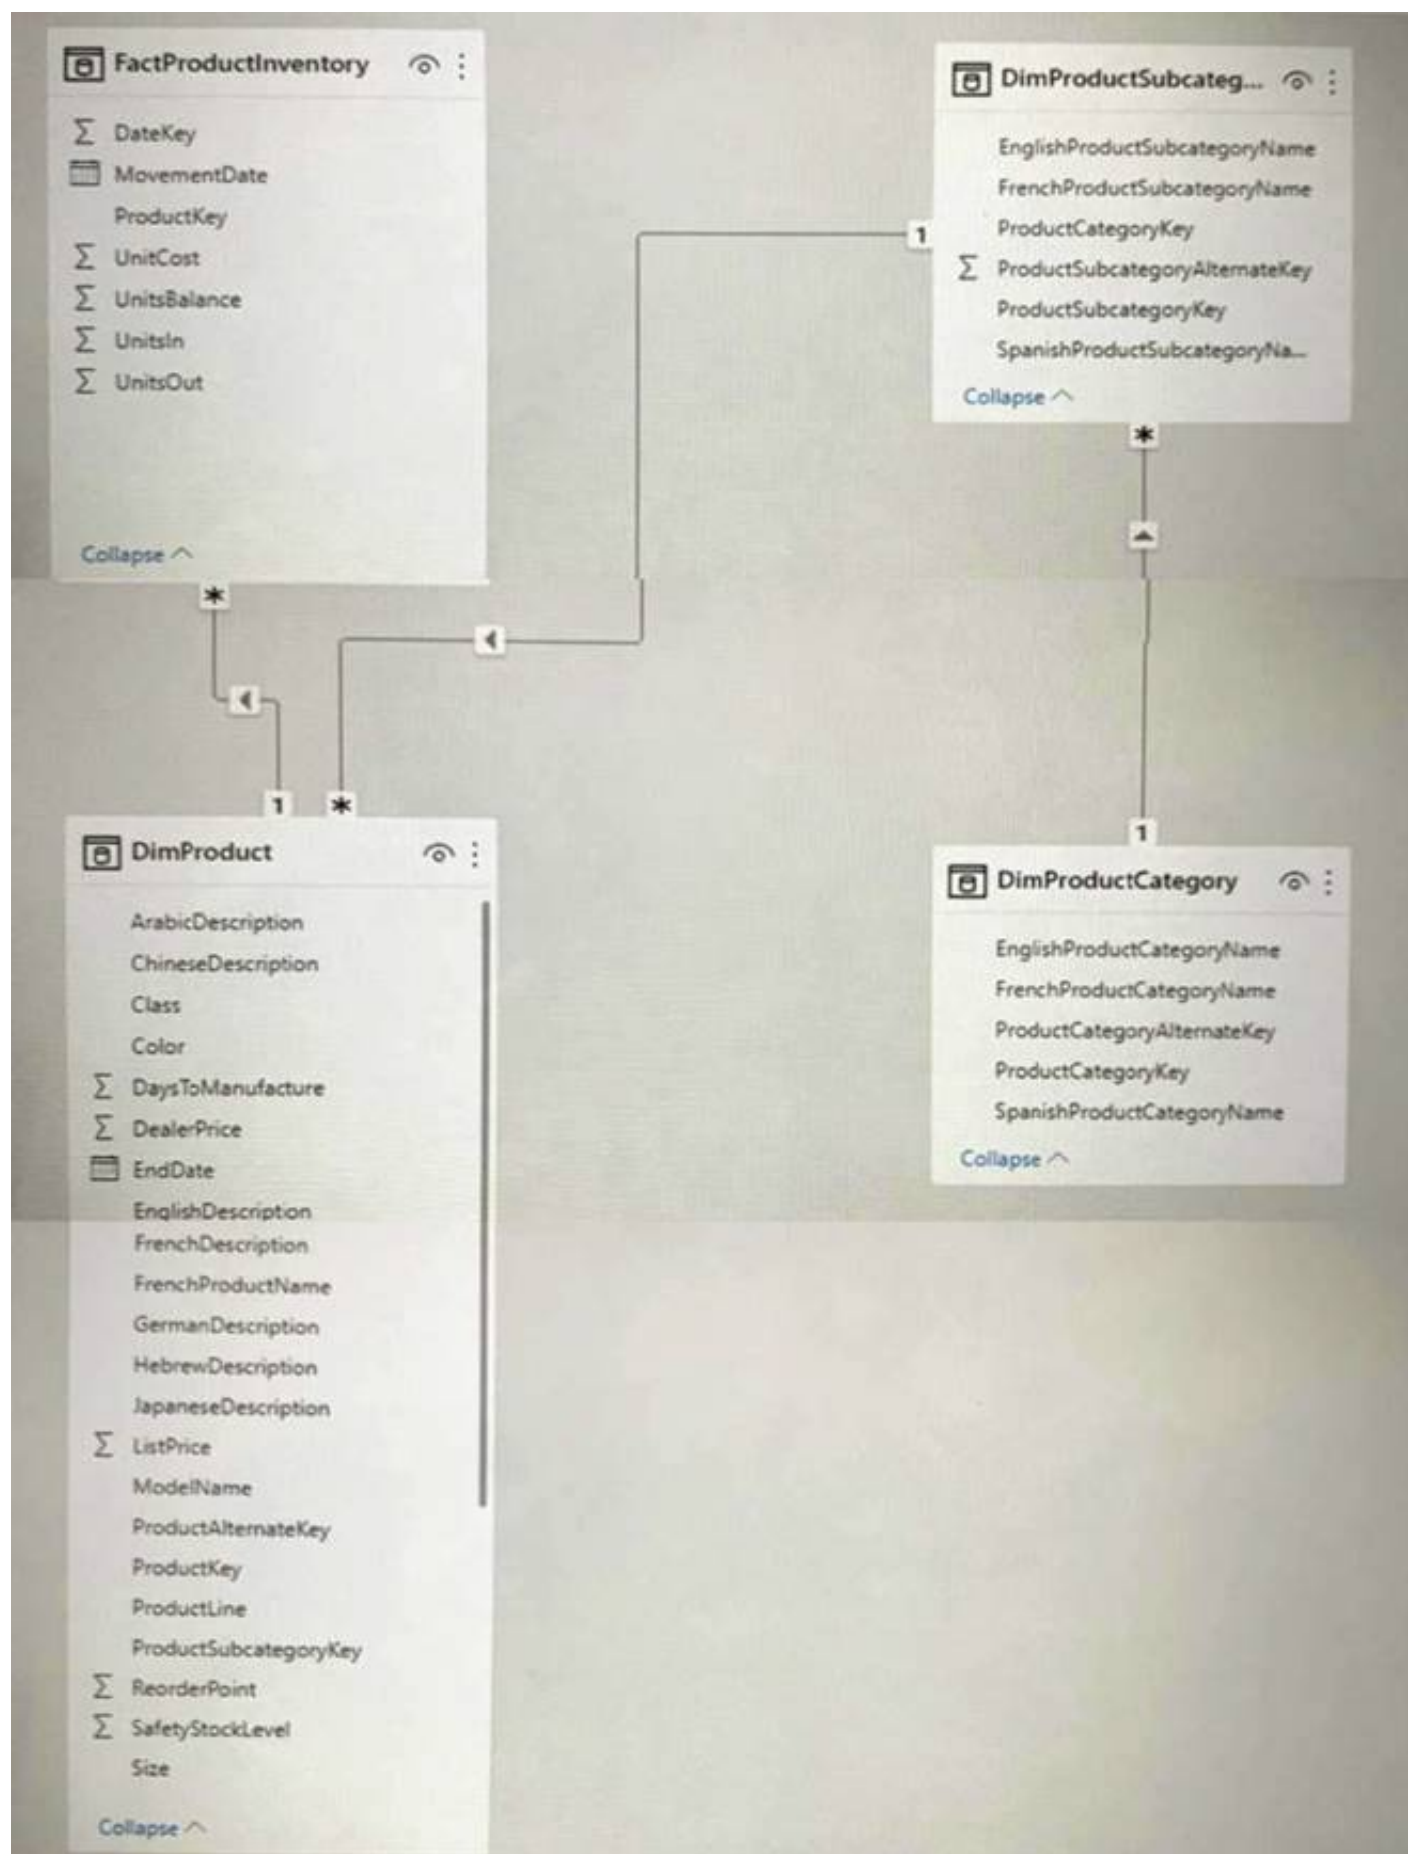 FactProductInventory
DateKey
MovementDate
ProductKey
UnitCost
UnitsBalance
UnitsIn
UnitsOut
Collapse
DimProductSubcateg...
EnglishProductSubcategoryName
FrenchProductSubcategoryName
ProductCategoryKey
ProductSubcategoryAlternateKey
ProductSubcategoryKey
SpanishProductSubcategoryNa...
Collapse
1
*
*
1
*
1
DimProduct
ArabicDescription
ChineseDescription
Class
Color
DaysToManufacture
DealerPrice
EndDate
EnglishDescription
FrenchDescription
FrenchProductName
GermanDescription
HebrewDescription
JapaneseDescription
ListPrice
ModelName
ProductAlternateKey
ProductKey
ProductLine
ProductSubcategoryKey
ReorderPoint
SafetyStockLevel
Size
Collapse
DimProductCategory
EnglishProductCategoryName
FrenchProductCategoryName
ProductCategoryAlternateKey
ProductCategoryKey
SpanishProductCategoryName
Collapse